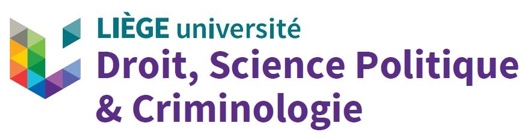 LIÈGE université
Droit, Science Politique
& Criminologie